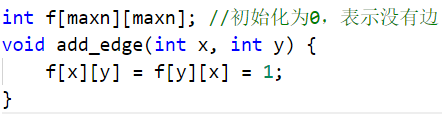 int f[maxn][maxn]; //初始化为0，表示没有边
void add_edge(int x, int y) {
    f[x][y] = f[y][x] = 1;
}